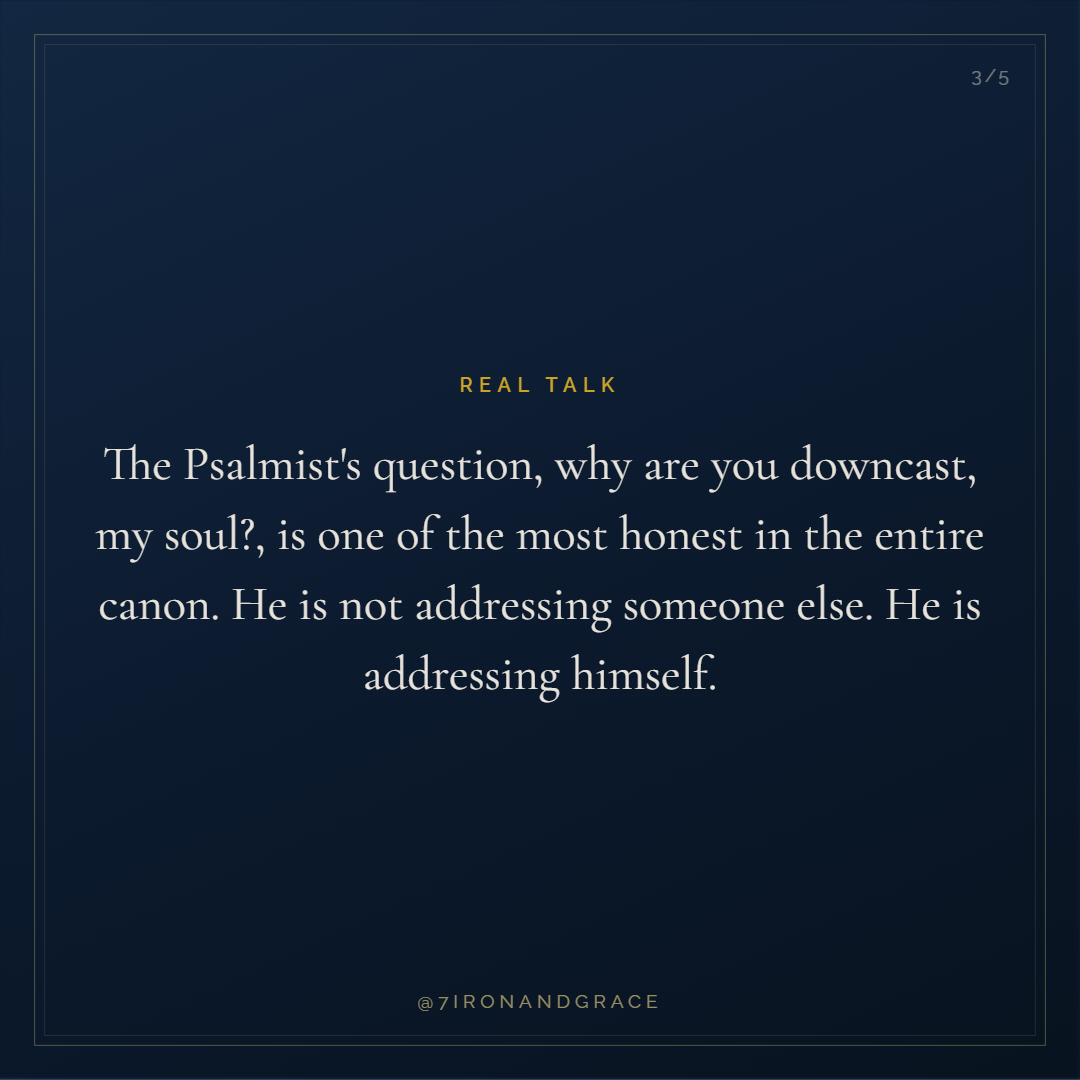 3/5
REAL TALK
The Psalmist's question, why are you downcast,
my soul?, is one of the most honest in the entire
canon. He is not addressing someone else. He is
addressing himself.
@7IRONANDGRACE